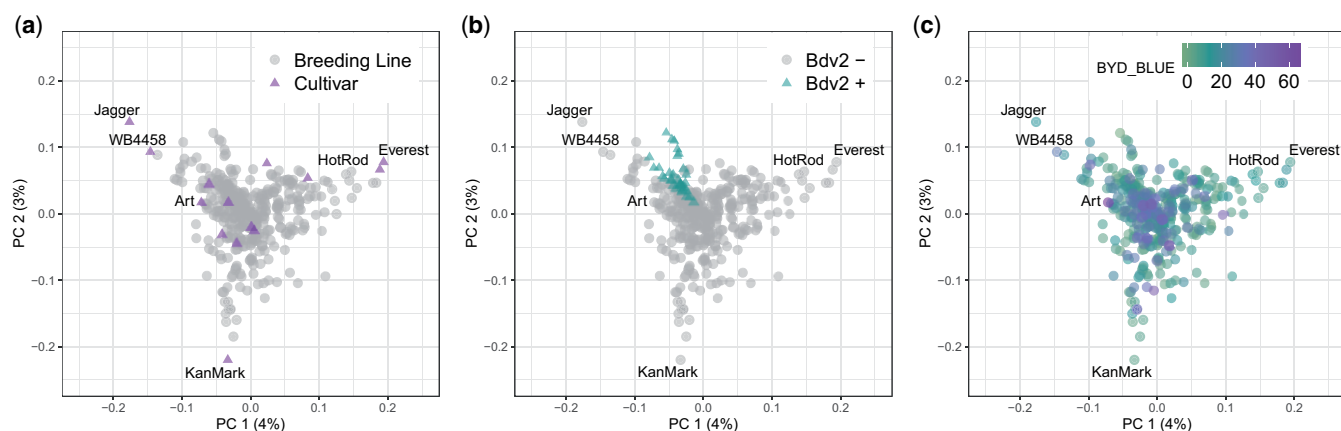 (a)
Breeding Line
Cultivar
Jagger
WB4458
Art
HotRod
Everest
KanMark
0.2
0.1
0.0
−0.1
−0.2
PC 2 (3%)
−0.2 −0.1 0.0 0.1 0.2
PC 1 (4%)
(b)
Bdv2 −
Bdv2 +
Jagger
WB4458
Art
HotRod
Everest
KanMark
0.2
0.1
0.0
−0.1
−0.2
PC 2 (3%)
−0.2 −0.1 0.0 0.1 0.2
PC 1 (4%)
(c)
BYD_BLUE
0 20 40 60
Jagger
WB4458
Art
HotRod
Everest
KanMark
0.2
0.1
0.0
−0.1
−0.2
PC 2 (3%)
−0.2 −0.1 0.0 0.1 0.2
PC 1 (4%)